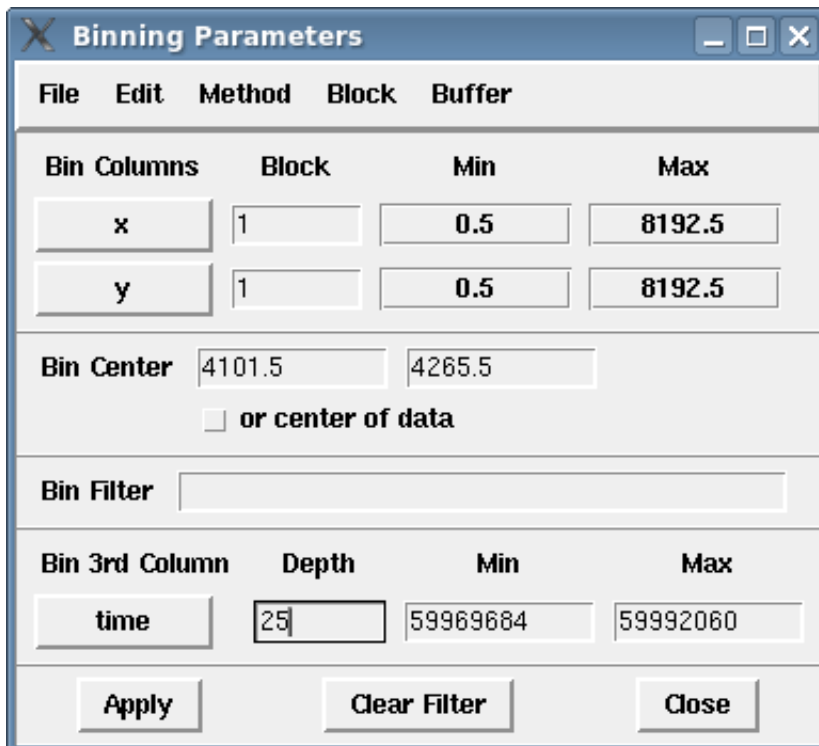 Binning Parameters
File Edit Method Block Buffer
Bin Columns Block Min Max
x 1 0.5 8192.5
y 1 0.5 8192.5
Bin Center 4101.5 4265.5
or center of data
Bin Filter
Bin 3rd Column Depth Min Max
time 25 59969684 59992060
Apply Clear Filter Close